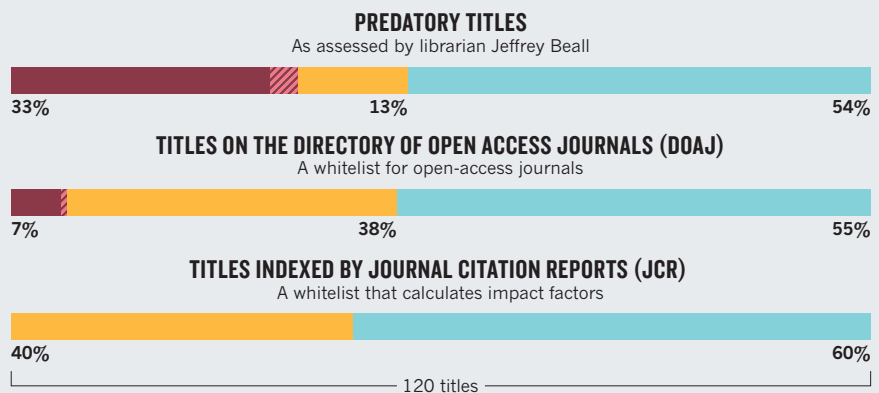 PREDATORY TITLES
As assessed by librarian Jeffrey Beall
33% 13% 54%
TITLES ON THE DIRECTORY OF OPEN ACCESS JOURNALS (DOAJ)
A whitelist for open-access journals
7% 38% 55%
TITLES INDEXED BY JOURNAL CITATION REPORTS (JCR)
A whitelist that calculates impact factors
40% 60%
120 titles